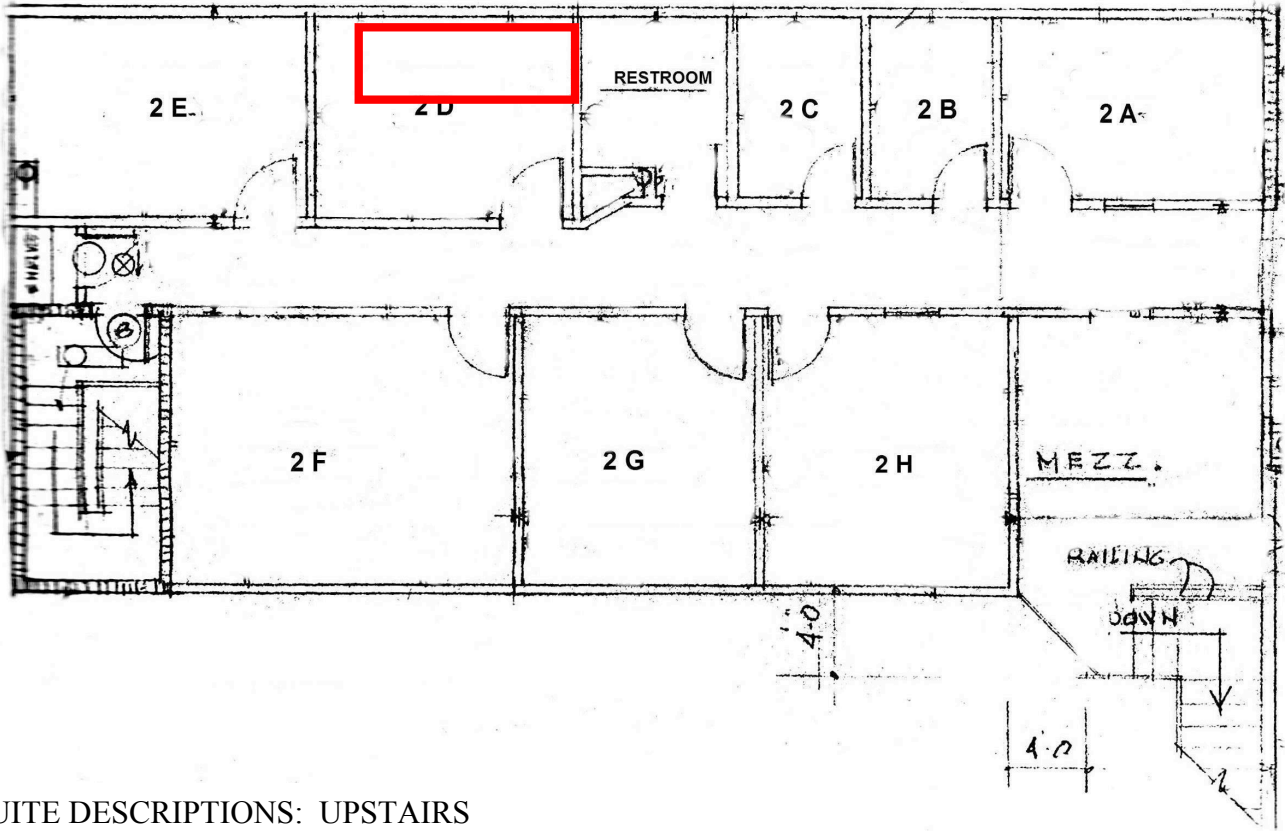 RESTROOM
2 E
2 D
2 C
2 B
2 A
B
2 F
2 G
2 H
MEZZ.
RAILING
DOWN
4-0
4-0
UITE DESCRIPTIONS: UPSTAIRS